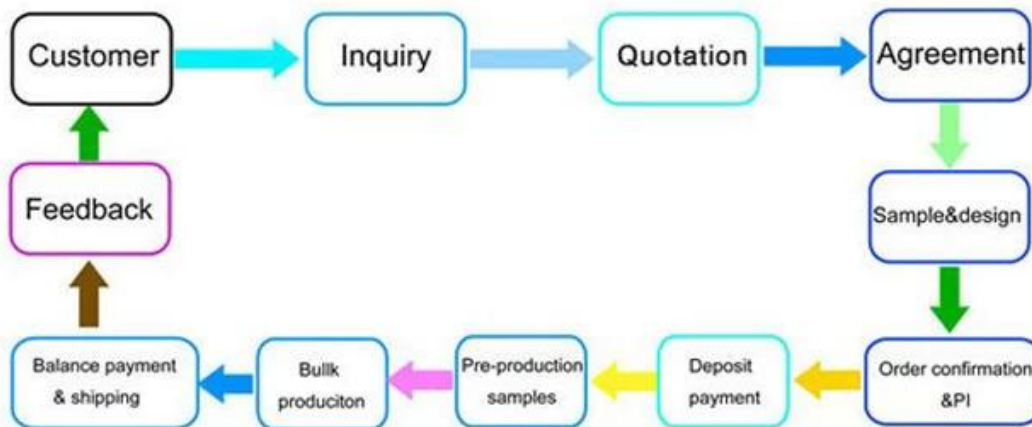 Customer
Inquiry
Quotation
Agreement
Sample&design
Order confirmation
&PI
Deposit
payment
Pre-production
samples
Bullk
produciton
Balance payment
& shipping
Feedback